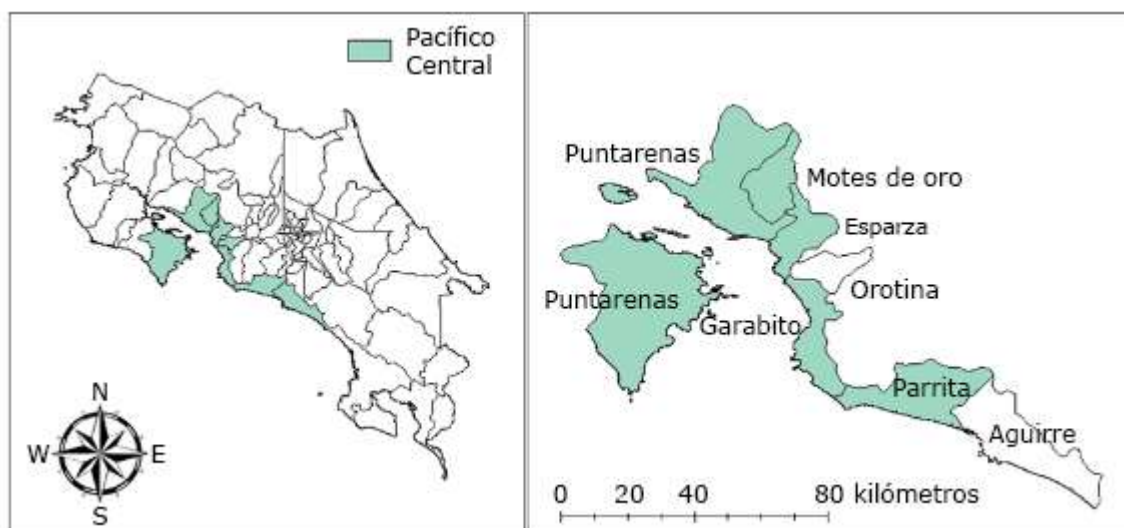 Pacífico
Central
N
W
E
S
Puntarenas
Motes de oro
Esparza
Orotina
Puntarenas
Garabito
Parrita
Aguirre
0 20 40 80 kilómetros